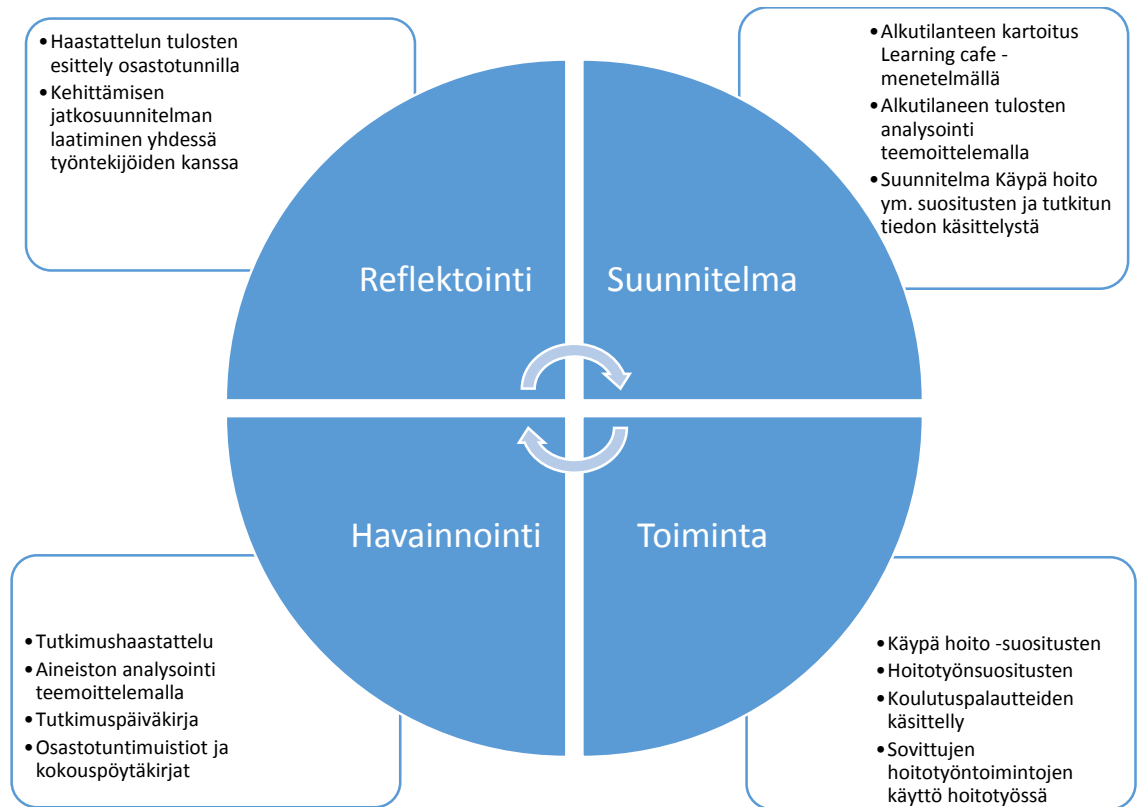 •Haastattelun tulosten
esittely osastotunnilla
•Kehittämisen
jatkosuunnitelman
laatiminen yhdessä
työntekijöiden kanssa
•Alkutilanteen kartoitus
Learning cafe -
menetelmällä
•Alkutilaneen tulosten
analysointi
teemoittelemalla
•Suunnitelma Käypä hoito
ym. suositusten ja tutkitun
tiedon käsittelystä
Reflektointi
Suunnitelma
Havainnointi
Toiminta
•Tutkimushaastattelu
•Aineiston analysointi
teemoittelemalla
•Tutkimuspäiväkirja
•Osastotuntimuistiot ja
kokouspöytäkirjat
•Käypä hoito -suositusten
•Hoitotyönsuositusten
•Koulutuspalautteiden
käsittelly
•Sovittujen
hoitotyöntoimintojen
käyttö hoitotyössä